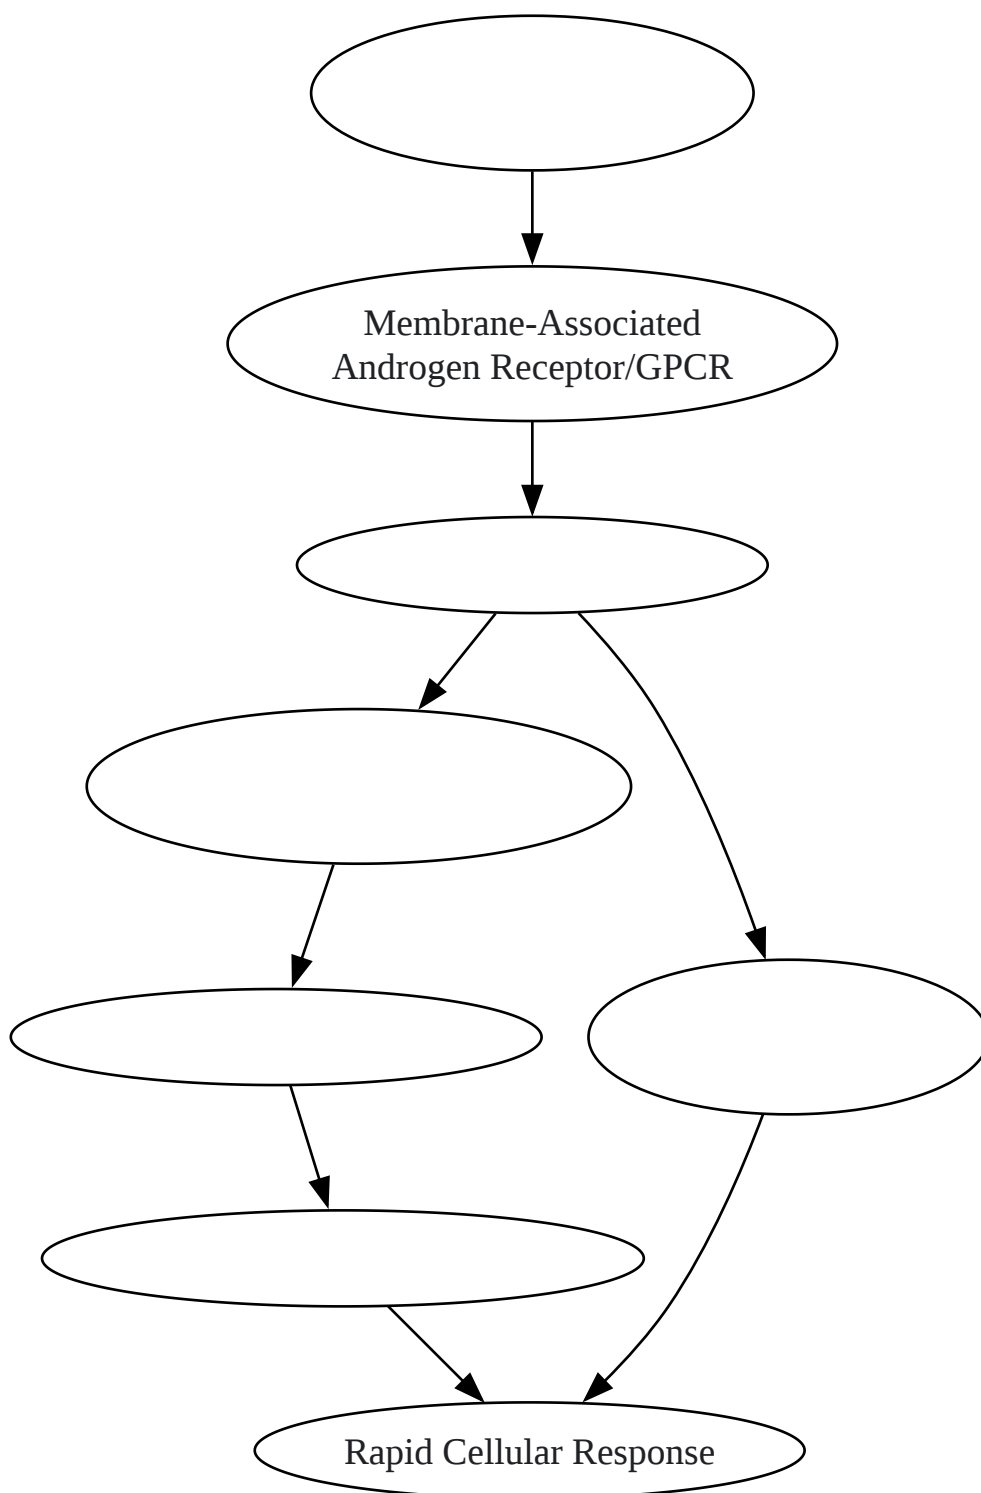 Membrane-Associated
Androgen Receptor/GPCR
Rapid Cellular Response